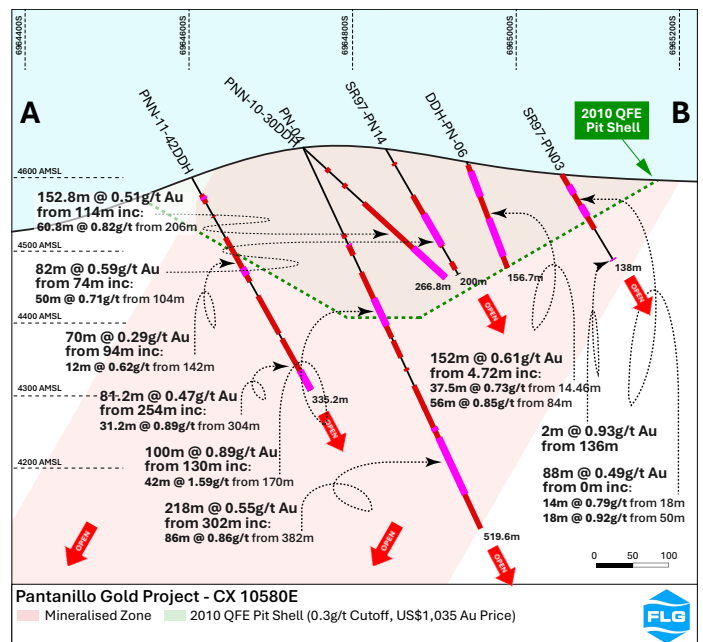 6964400S
6964600S
6964800S
6965000S
6965200S
A
B
PNN-11-42DDH
PNN-10-30DDH
PN-04
SR97-PN14
DDH-PN-06
SR97-PN03
2010 QFE
Pit Shell
4600 AMSL
4500 AMSL
4400 AMSL
4300 AMSL
4200 AMSL
152.8m @ 0.51g/t Au
from 114m inc:
60.8m @ 0.82g/t from 206m
82m @ 0.59g/t Au
from 74m inc:
50m @ 0.71g/t from 104m
70m @ 0.29g/t Au
from 94m inc:
12m @ 0.62g/t from 142m
81.2m @ 0.47g/t Au
from 254m inc:
31.2m @ 0.89g/t from 304m
100m @ 0.89g/t Au
from 130m inc:
42m @ 1.59g/t from 170m
218m @ 0.55g/t Au
from 302m inc:
86m @ 0.86g/t from 382m
152m @ 0.61g/t Au
from 4.72m inc:
37.5m @ 0.73g/t from 14.46m
56m @ 0.85g/t from 84m
2m @ 0.93g/t Au
from 136m
88m @ 0.49g/t Au
from 0m inc:
14m @ 0.79g/t from 18m
18m @ 0.92g/t from 50m
266.8m
200m
156.7m
138m
335.2m
519.6m
OPEN
OPEN
OPEN
OPEN
OPEN
OPEN
0 50 100
Pantanillo Gold Project - CX 10580E
Mineralised Zone
2010 QFE Pit Shell (0.3g/t Cutoff, US$1,035 Au Price)
FLG